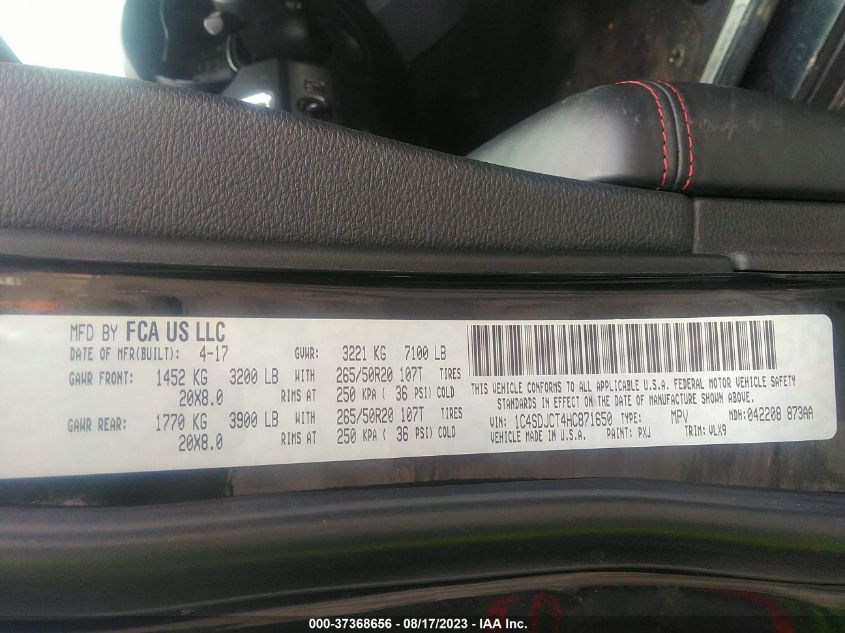 MFD BY FCA US LLC
DATE OF MFR(BUILT): 4-17 GVWR: 3221 KG 7100 LB
GAWR FRONT: 1452 KG 3200 LB WITH 265/50R20 107T TIRES
20X8.0 RIMS AT 250 KPA ( 36 PSI) COLD
GAWR REAR: 1770 KG 3900 LB WITH 265/50R20 107T TIRES
20X8.0 RIMS AT 250 KPA ( 36 PSI) COLD
THIS VEHICLE CONFORMS TO ALL APPLICABLE U.S.A. FEDERAL MOTOR VEHICLE SAFETY
STANDARDS IN EFFECT ON THE DATE OF MANUFACTURE SHOWN ABOVE.
VIN: 1C4SDJCT4HC871650 TYPE: MPV MDH: 042208 873AA
VEHICLE MADE IN U.S.A. PAINT: PXJ TRIM: VLX9
000-37368656 - 08/17/2023 - IAA Inc.